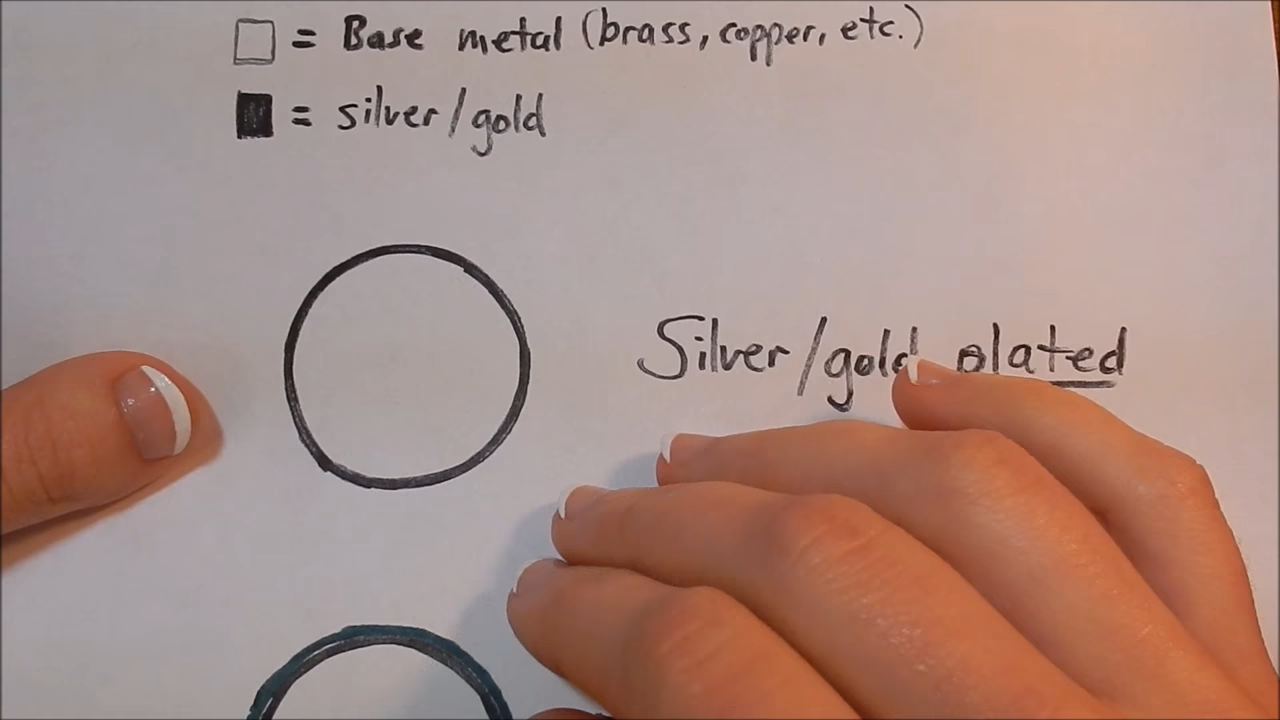 = Base metal (brass, copper, etc.)
= silver/gold
Silver/gold plated